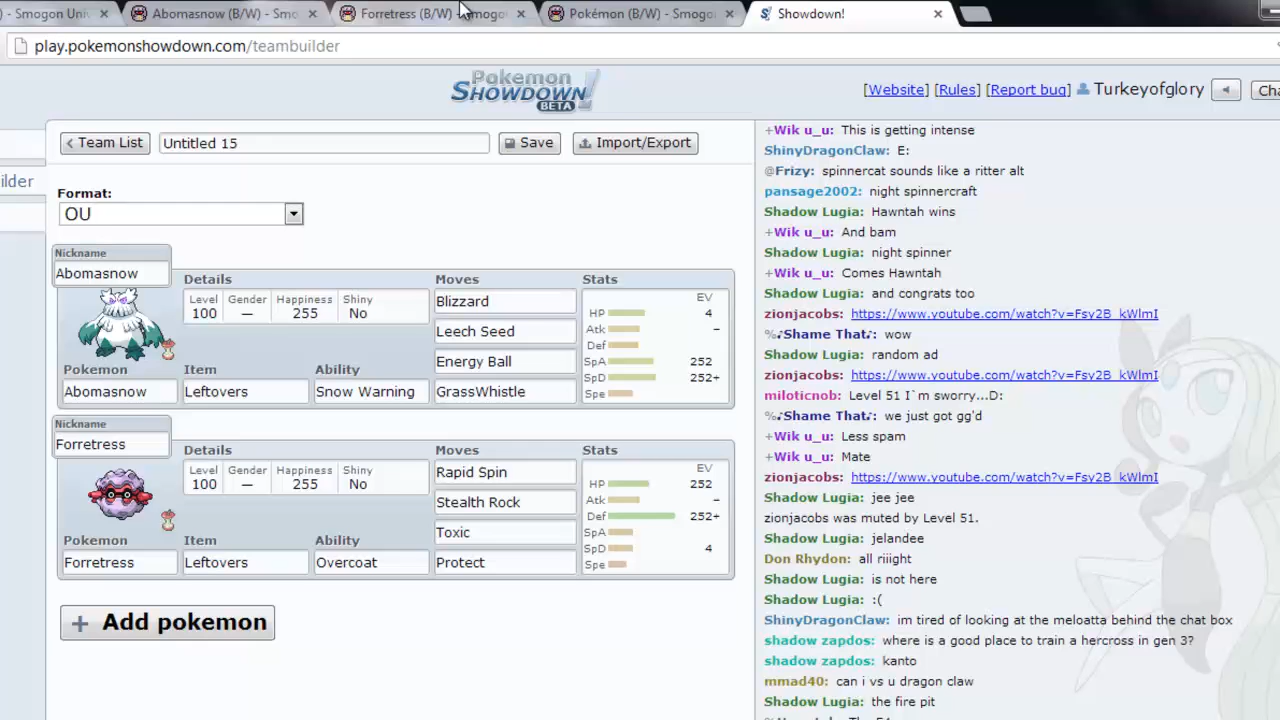 - Smogon Uni
Abomasnow (B/W) - Smo
Forretress (B/W) - Smogo
Pokémon (B/W) - Smogo
Showdown!
play.pokemonshowdown.com/teambuilder
Pokemon
SHOWDOWN!
BETA
[Website] [Rules] [Report bug] Turkeyofglory
Cha
ilder
Team List
Untitled 15
Save
Import/Export
Format:
OU
Nickname
Abomasnow
Details
Level
100
Gender
—
Happiness
255
Shiny
No
Pokemon
Abomasnow
Item
Leftovers
Ability
Snow Warning
Moves
Blizzard
Leech Seed
Energy Ball
GrassWhistle
Stats
EV
HP 4
Atk –
Def
SpA 252
SpD 252+
Spe
Nickname
Forretress
Details
Level
100
Gender
—
Happiness
255
Shiny
No
Pokemon
Forretress
Item
Leftovers
Ability
Overcoat
Moves
Rapid Spin
Stealth Rock
Toxic
Protect
Stats
EV
HP 252
Atk –
Def 252+
SpA
SpD 4
Spe
+ Add pokemon
+Wik u_u: This is getting intense
ShinyDragonClaw: E:
@Frizy: spinnercat sounds like a ritter alt
pansage2002: night spinnercraft
Shadow Lugia: Hawntah wins
+Wik u_u: And bam
Shadow Lugia: night spinner
+Wik u_u: Comes Hawntah
Shadow Lugia: and congrats too
zionjacobs: https://www.youtube.com/watch?v=Fsy2B_kWlmI
%♪Shame That♪: wow
Shadow Lugia: random ad
zionjacobs: https://www.youtube.com/watch?v=Fsy2B_kWlmI
miloticnob: Level 51 I`m sworry...D:
%♪Shame That♪: we just got gg'd
+Wik u_u: Less spam
+Wik u_u: Mate
zionjacobs: https://www.youtube.com/watch?v=Fsy2B_kWlmI
Shadow Lugia: jee jee
zionjacobs was muted by Level 51.
Shadow Lugia: jelandee
Don Rhydon: all riiight
Shadow Lugia: is not here
Shadow Lugia: :(
ShinyDragonClaw: im tired of looking at the meloatta behind the chat box
shadow zapdos: where is a good place to train a hercross in gen 3?
shadow zapdos: kanto
mmad40: can i vs u dragon claw
Shadow Lugia: the fire pit